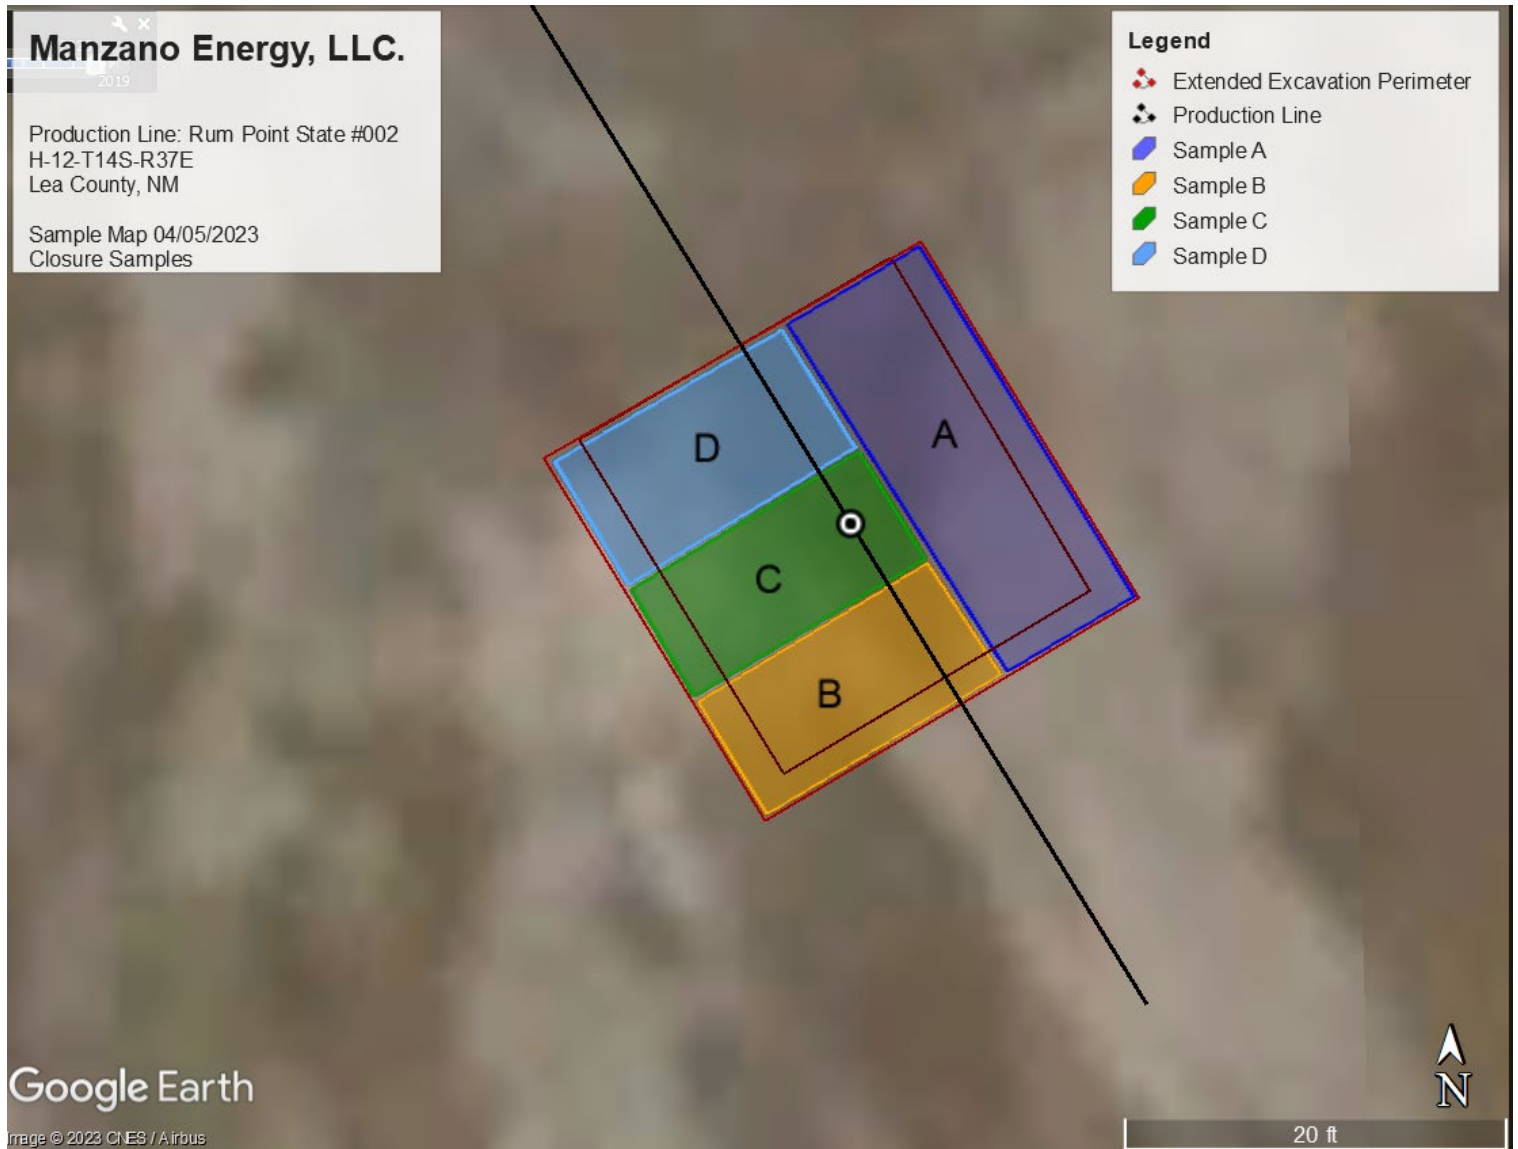 Manzano Energy, LLC.
2019
Production Line: Rum Point State #002
H-12-T14S-R37E
Lea County, NM
Sample Map 04/05/2023
Closure Samples
Legend
Extended Excavation Perimeter
Production Line
Sample A
Sample B
Sample C
Sample D
A
D
C
B
N
20 ft
Google Earth
Image © 2023 CNES / Airbus